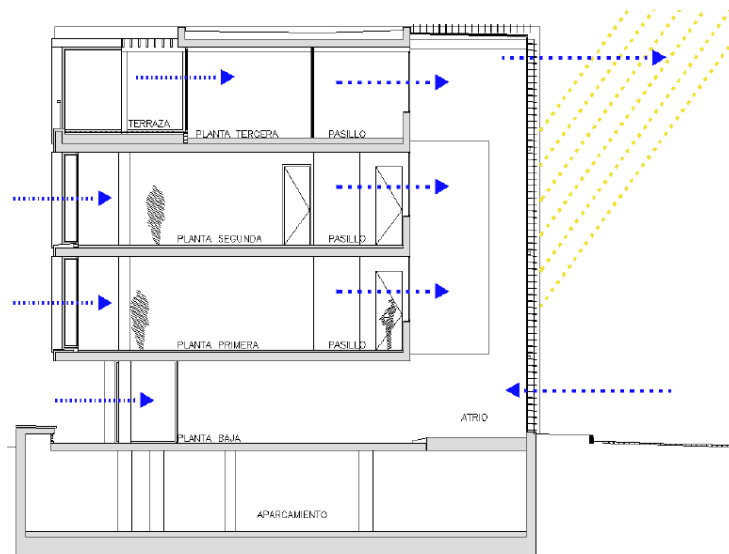 TERRAZA
PLANTA TERCERA
PASILLO
PLANTA SEGUNDA
PASILLO
PLANTA PRIMERA
PASILLO
ATRIO
PLANTA BAJA
APARCAMIENTO